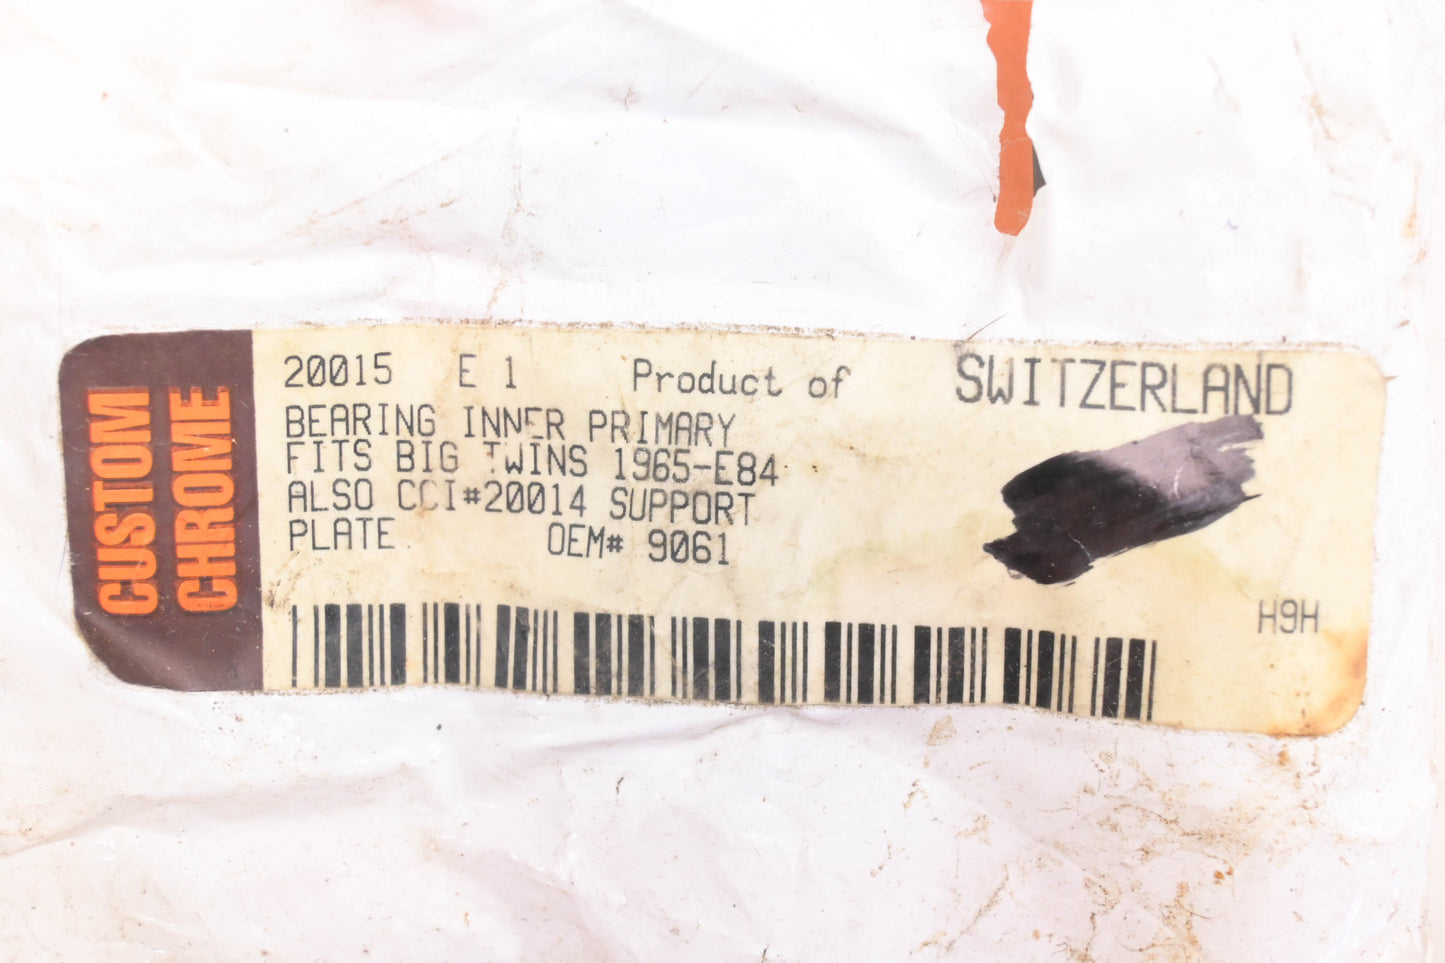 CUSTOM
CHROME
20015 E 1 Product of SWITZERLAND
BEARING INNER PRIMARY
FITS BIG TWINS 1965-E84
ALSO CCI#20014 SUPPORT
PLATE. OEM# 9061
H9H